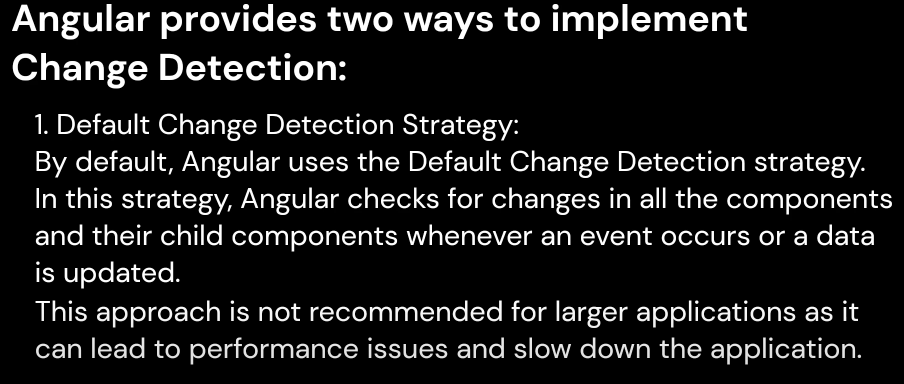 Angular provides two ways to implement
Change Detection:
1. Default Change Detection Strategy:
By default, Angular uses the Default Change Detection strategy.
In this strategy, Angular checks for changes in all the components
and their child components whenever an event occurs or a data
is updated.
This approach is not recommended for larger applications as it
can lead to performance issues and slow down the application.